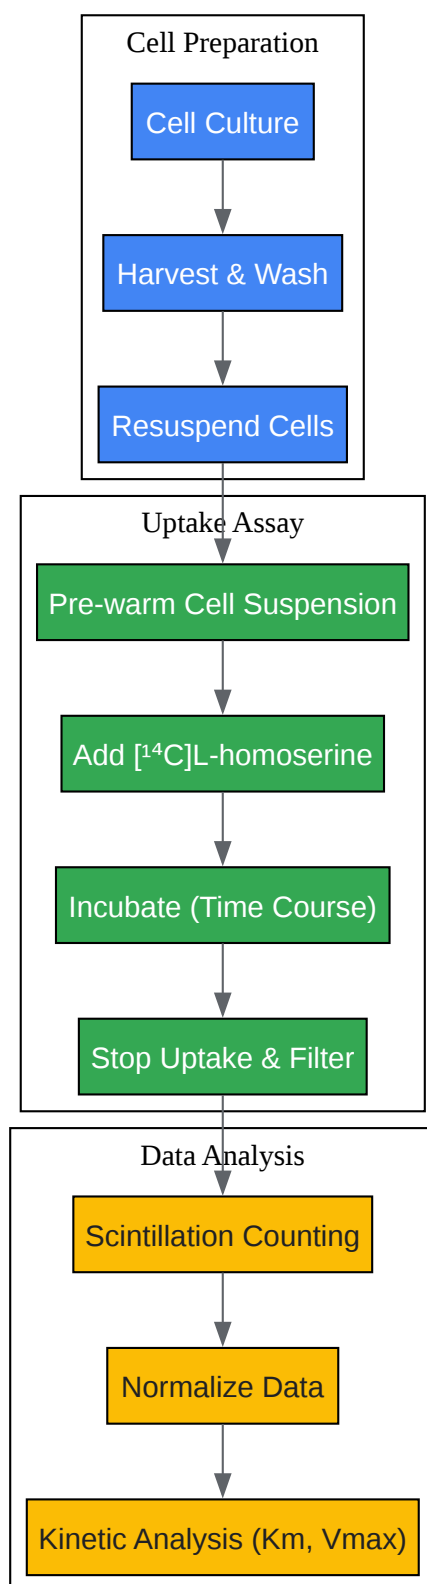 Cell Preparation
Cell Culture
Harvest & Wash
Resuspend Cells
Uptake Assay
Pre-warm Cell Suspension
Add [¹⁴C]L-homoserine
Incubate (Time Course)
Stop Uptake & Filter
Data Analysis
Scintillation Counting
Normalize Data
Kinetic Analysis (Km, Vmax)